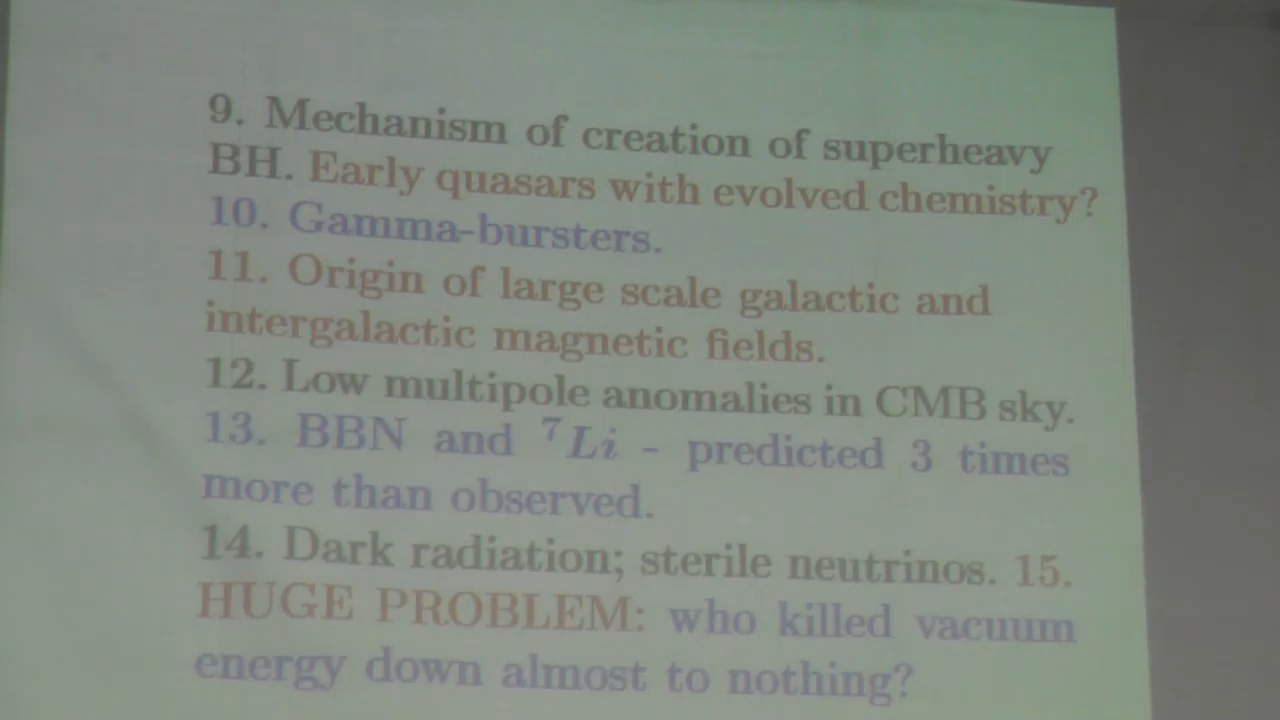 9. Mechanism of creation of superheavy
BH. Early quasars with evolved chemistry?
10. Gamma-bursters.
11. Origin of large scale galactic and
intergalactic magnetic fields.
12. Low multipole anomalies in CMB sky.
13. BBN and ⁷Li - predicted 3 times
more than observed.
14. Dark radiation; sterile neutrinos. 15.
HUGE PROBLEM: who killed vacuum
energy down almost to nothing?